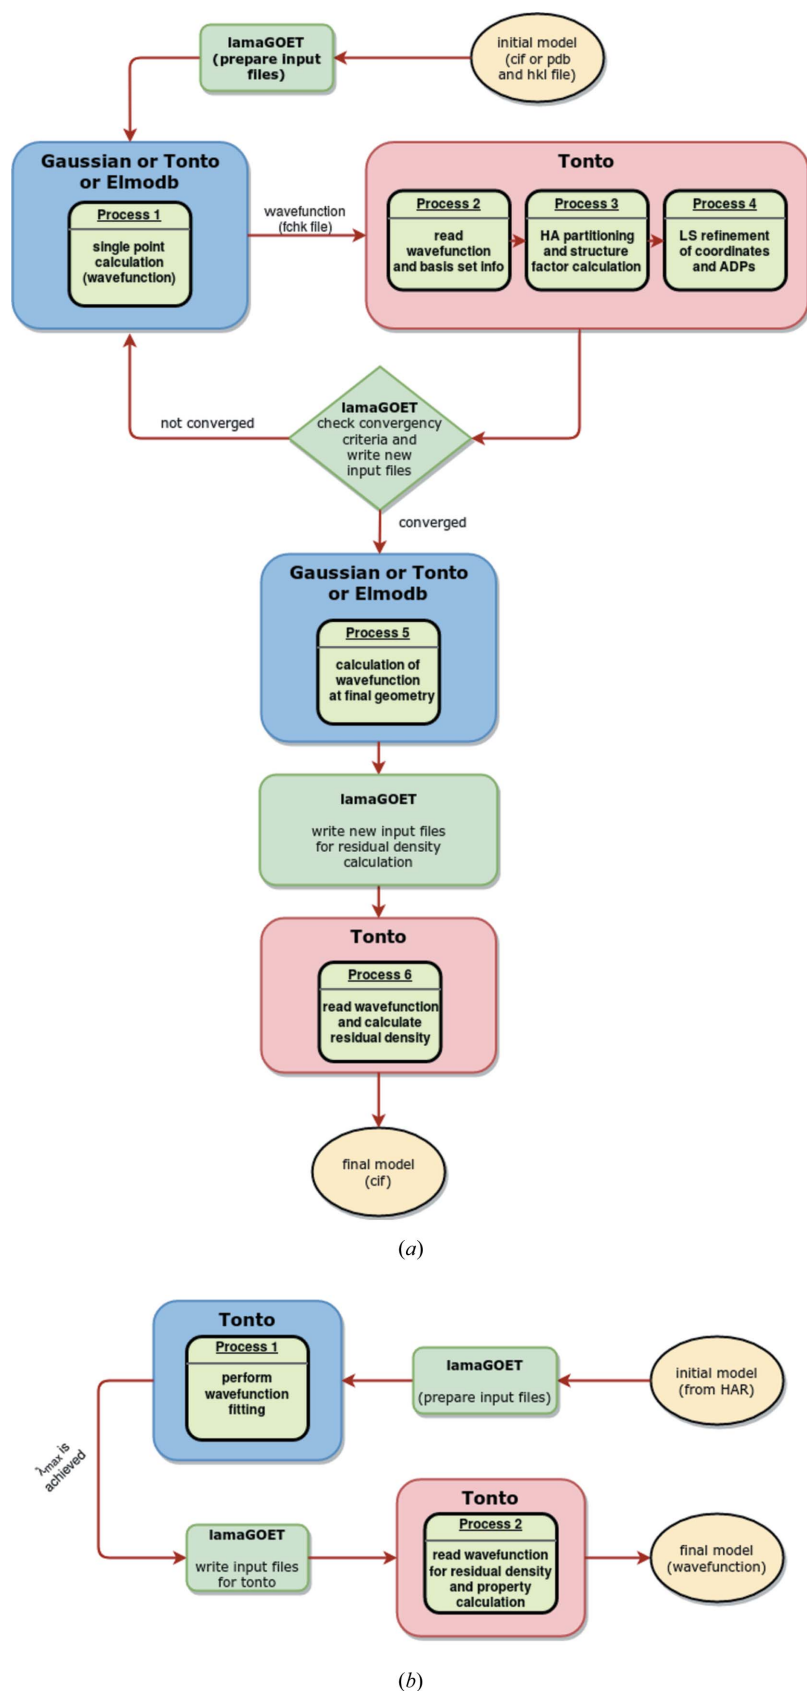 lamaGOET
(prepare input
files)
initial model
(cif or pdb
and hkl file)
Gaussian or Tonto
or Elmodb
Process 1
single point
calculation
(wavefunction)
wavefunction
(fchk file)
Tonto
Process 2
read
wavefunction
and basis set info
Process 3
HA partitioning
and structure
factor calculation
Process 4
LS refinement
of coordinates
and ADPs
not converged
lamaGOET
check convergency
criteria and
write new
input files
converged
Gaussian or Tonto
or Elmodb
Process 5
calculation of
wavefunction
at final geometry
lamaGOET
write new input files
for residual density
calculation
Tonto
Process 6
read wavefunction
and calculate
residual density
final model
(cif)
(a)
Tonto
Process 1
perform
wavefunction
fitting
lamaGOET
(prepare input files)
initial model
(from HAR)
λmax is
achieved
lamaGOET
write input files
for tonto
Tonto
Process 2
read wavefunction
for residual density
and property
calculation
final model
(wavefunction)
(b)